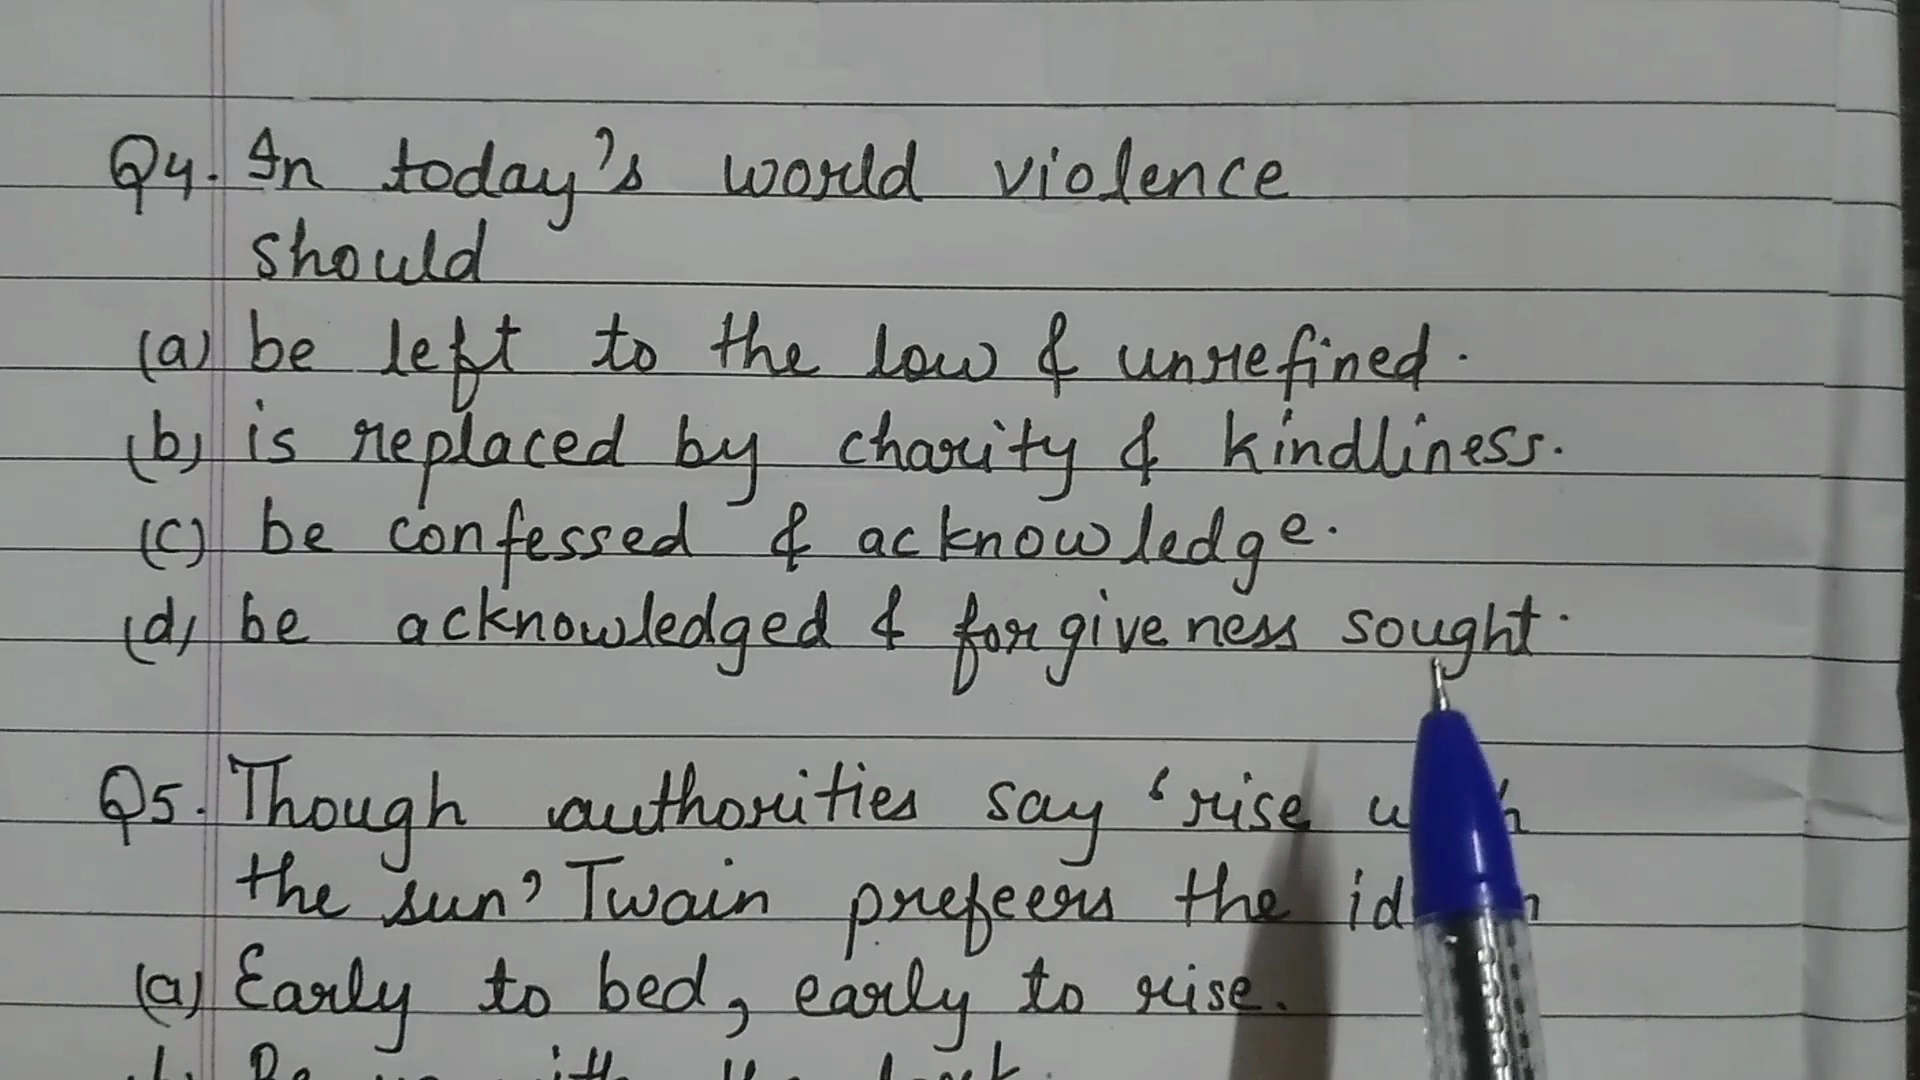 Q4. In today's world violence
should
(a) be left to the low & unrefined.
(b) is replaced by charity & kindliness.
(c) be confessed & acknowledge.
(d) be acknowledged & forgiveness sought.
Q5. Though authorities say 'rise
the sun' Twain prefeers the
(a) Early to bed, early to rise.